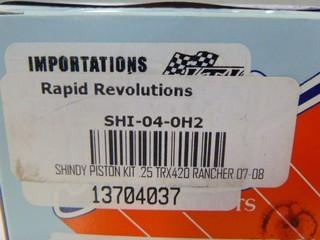 IMPORTATIONS
Rapid Revolutions
SHI-04-0H2
SHINDY PISTON KIT .25 TRX420 RANCHER 07-08
13704037